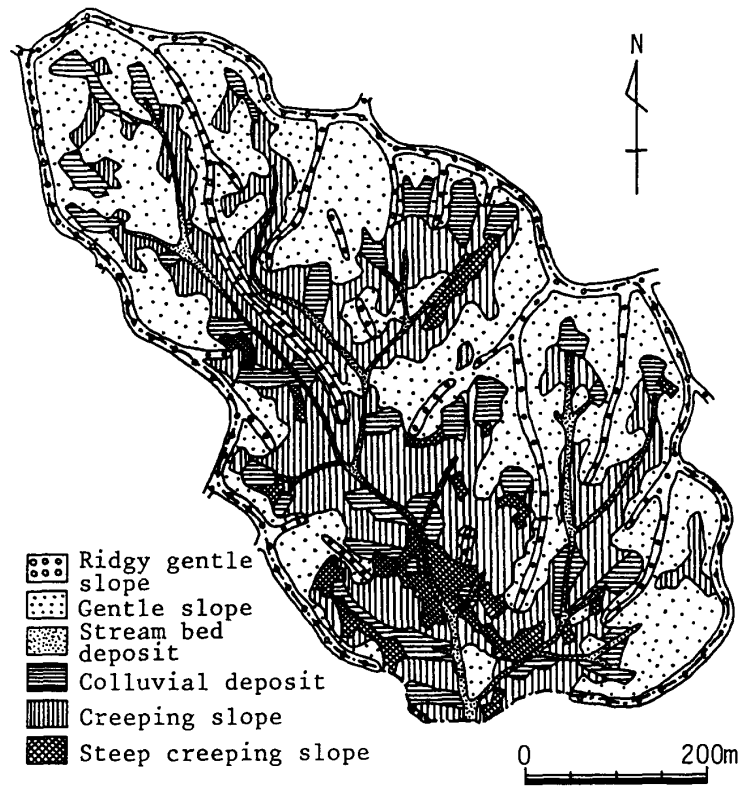 N
Ridgy gentle
slope
Gentle slope
Stream bed
deposit
Colluvial deposit
Creeping slope
Steep creeping slope
0 200m